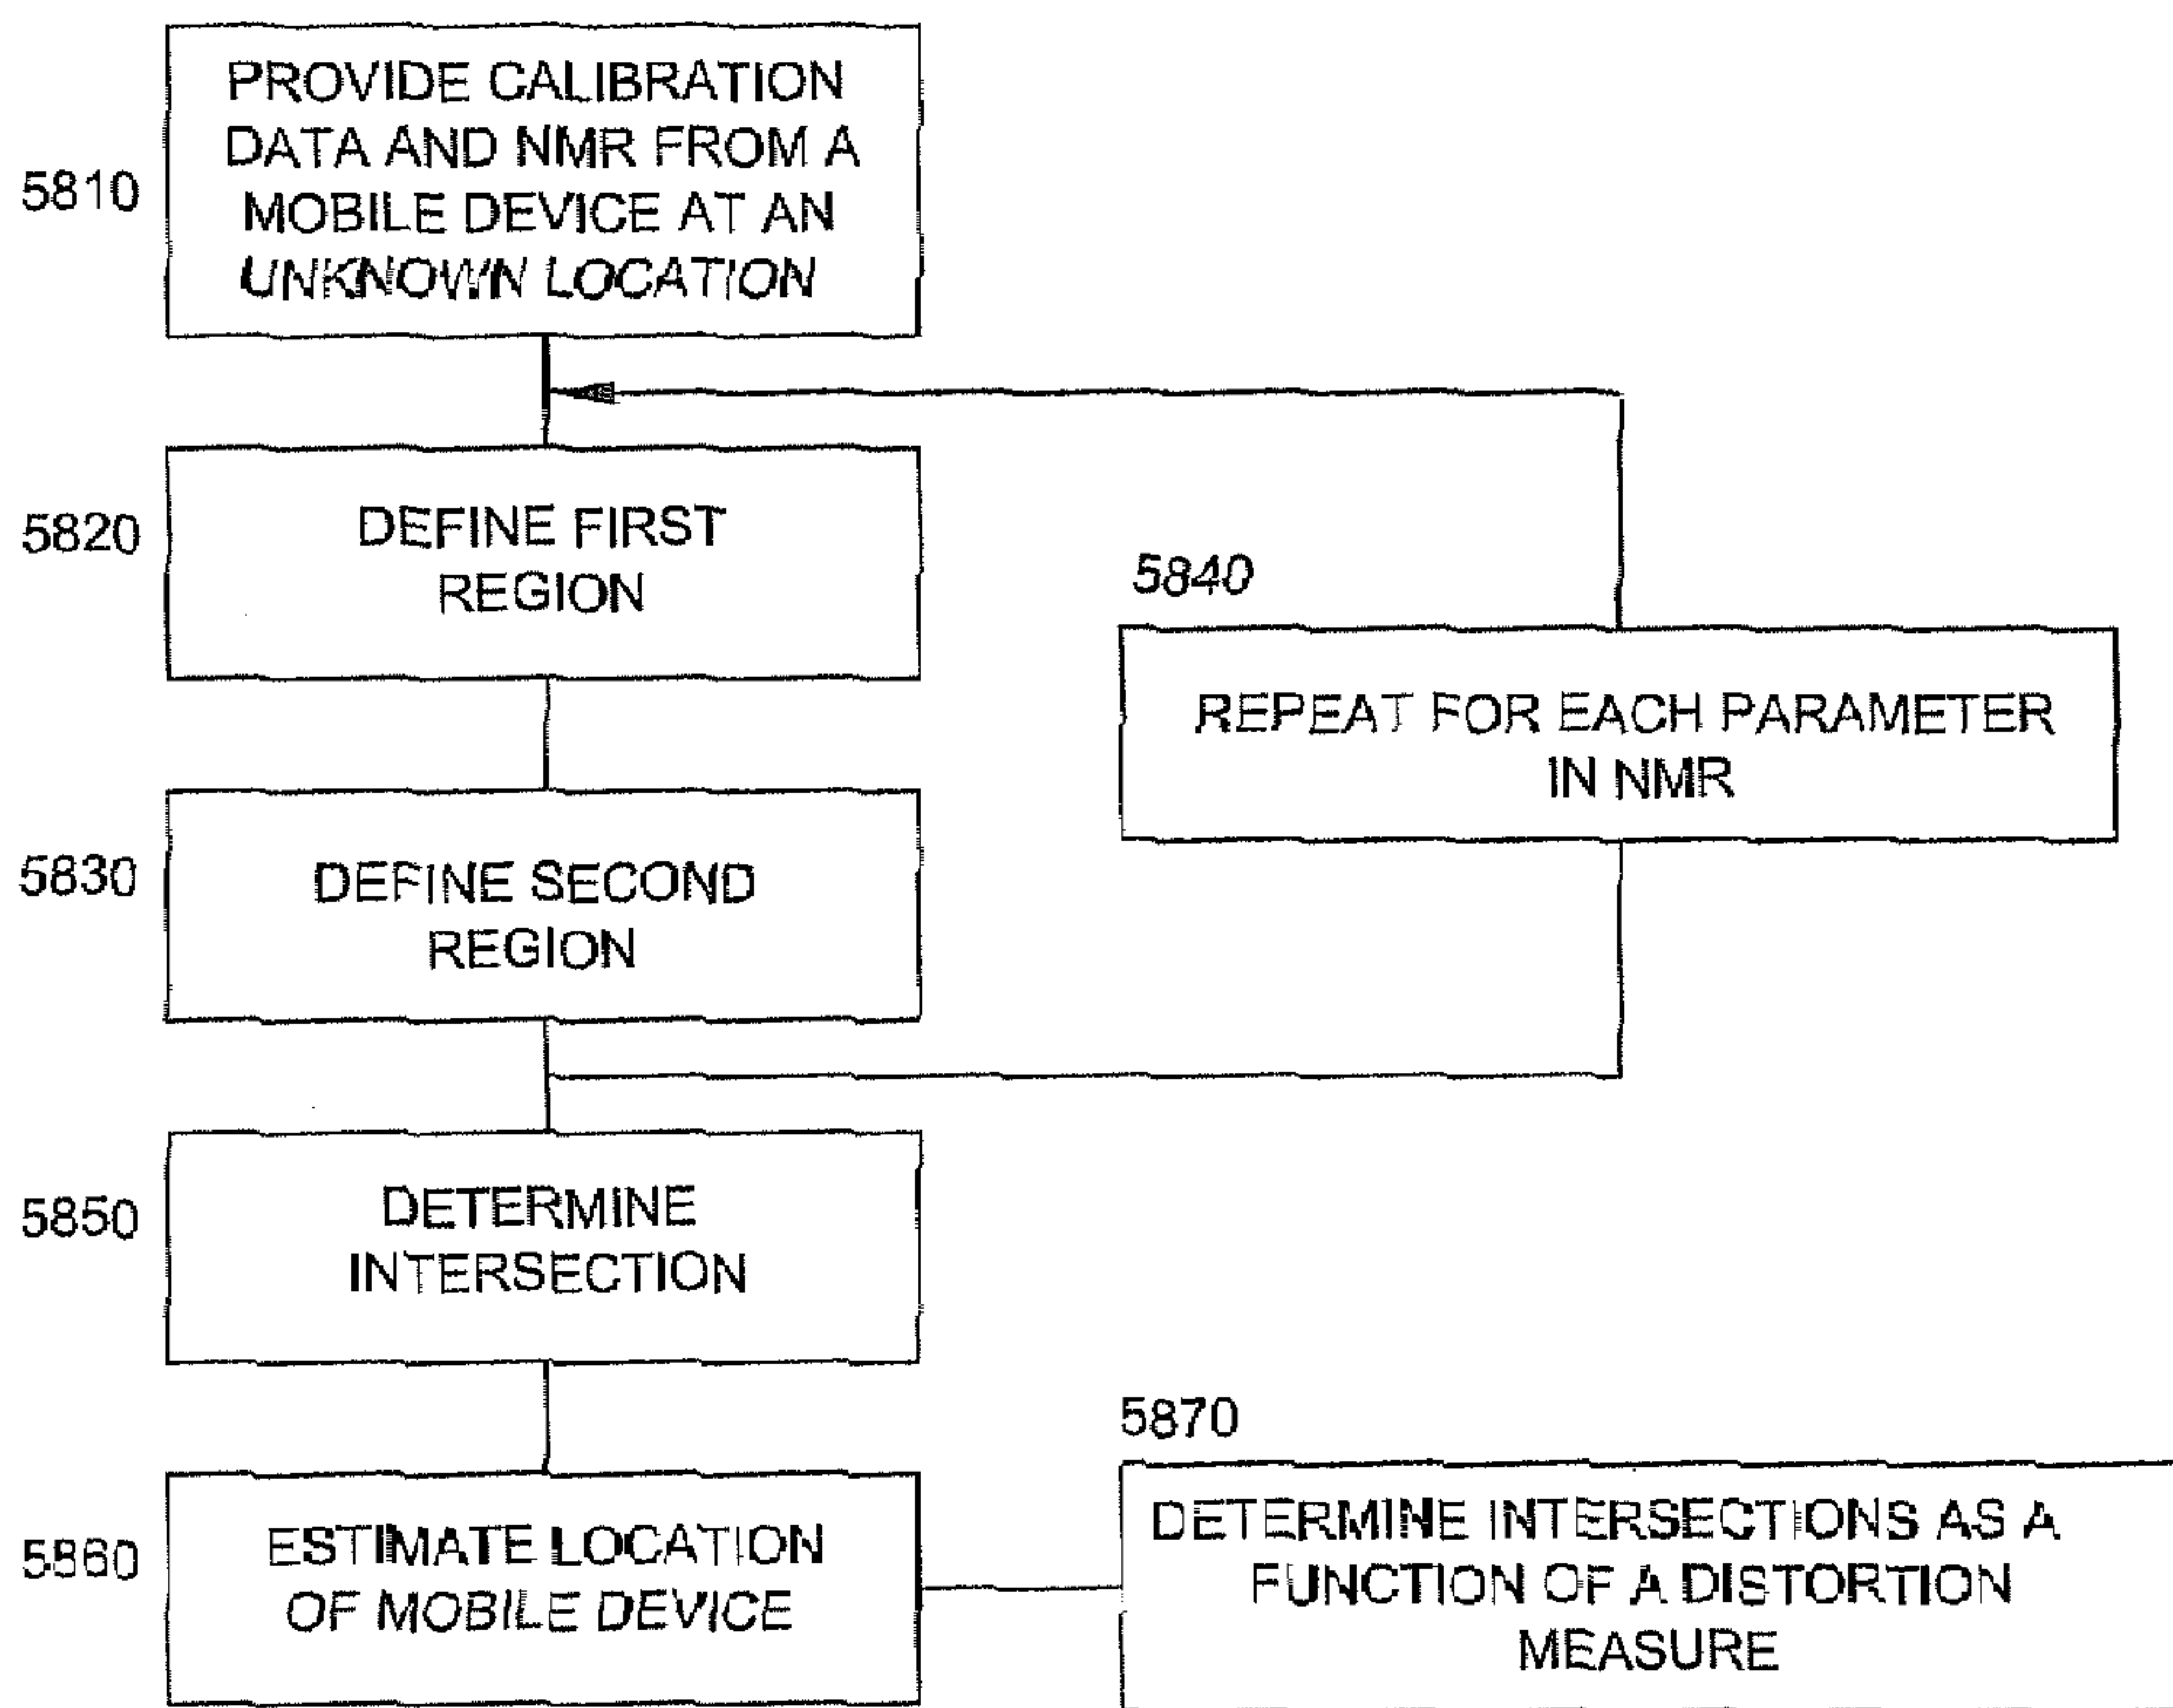 5810
PROVIDE CALIBRATION
DATA AND NMR FROM A
MOBILE DEVICE AT AN
UNKNOWN LOCATION
5820
DEFINE FIRST
REGION
5830
DEFINE SECOND
REGION
5840
REPEAT FOR EACH PARAMETER
IN NMR
5850
DETERMINE
INTERSECTION
5860
ESTIMATE LOCATION
OF MOBILE DEVICE
5870
DETERMINE INTERSECTIONS AS A
FUNCTION OF A DISTORTION
MEASURE